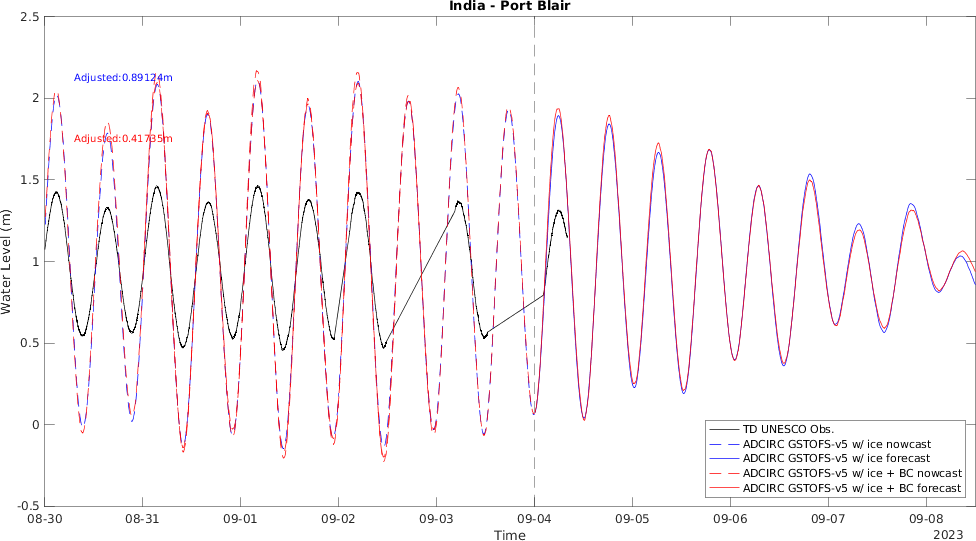 India - Port Blair
2.5
2
1.5
1
0.5
0
-0.5
Water Level (m)
Adjusted:0.89124m
Adjusted:0.41735m
TD UNESCO Obs.
ADCIRC GSTOFS-v5 w/ ice nowcast
ADCIRC GSTOFS-v5 w/ ice forecast
ADCIRC GSTOFS-v5 w/ ice + BC nowcast
ADCIRC GSTOFS-v5 w/ ice + BC forecast
08-30 08-31 09-01 09-02 09-03 09-04 09-05 09-06 09-07 09-08
Time
2023